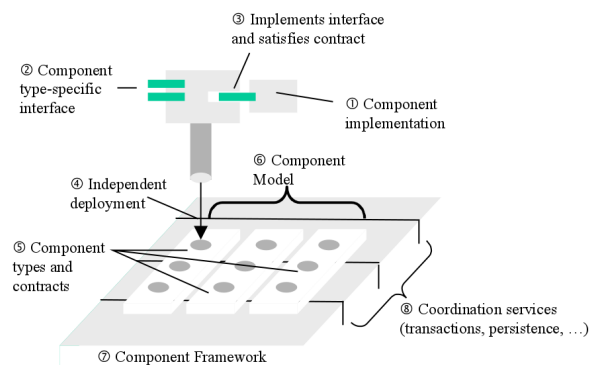 ③ Implements interface
and satisfies contract
② Component
type-specific
interface
① Component
implementation
⑥ Component
Model
④ Independent
deployment
⑤ Component
types and
contracts
⑧ Coordination services
(transactions, persistence, …)
⑦ Component Framework